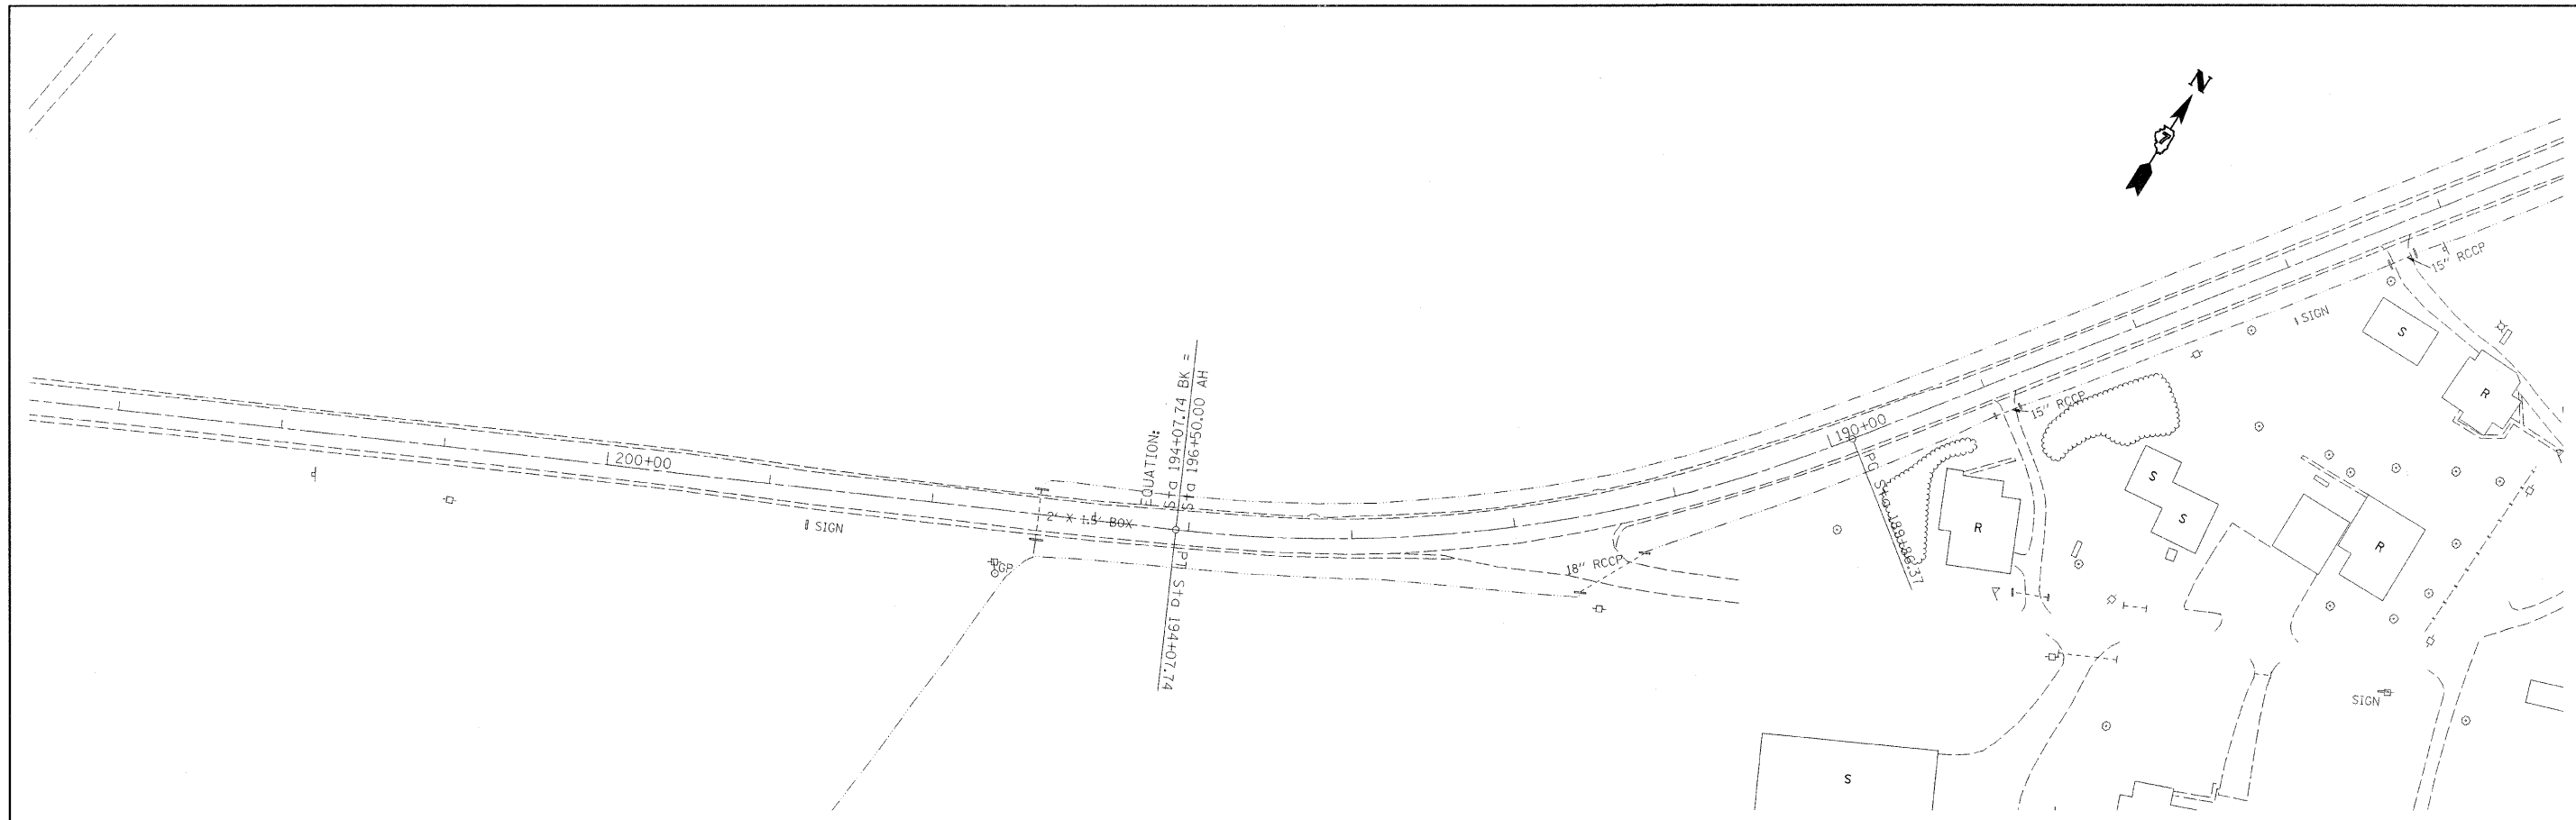 N
7
15" RCCP
SIGN
S
R
190+00
15" RCCP
EQUATION:
Sta 194+07.74 BK =
Sta 196+50.00 AH
200+00
2' X 1.5' BOX
SIGN
GP
PT Sta 194+07.74
18" RCCP
PC Sta 189+86.37
R
S
S
R
SIGN
S